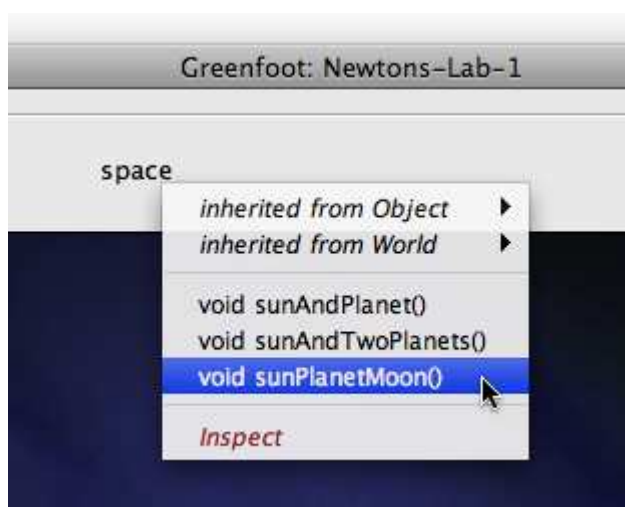 Greenfoot: Newtons-Lab-1
space
inherited from Object
inherited from World
void sunAndPlanet()
void sunAndTwoPlanets()
void sunPlanetMoon()
Inspect